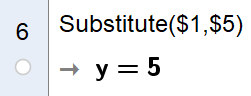 6
Substitute($1,$5)
→ y = 5